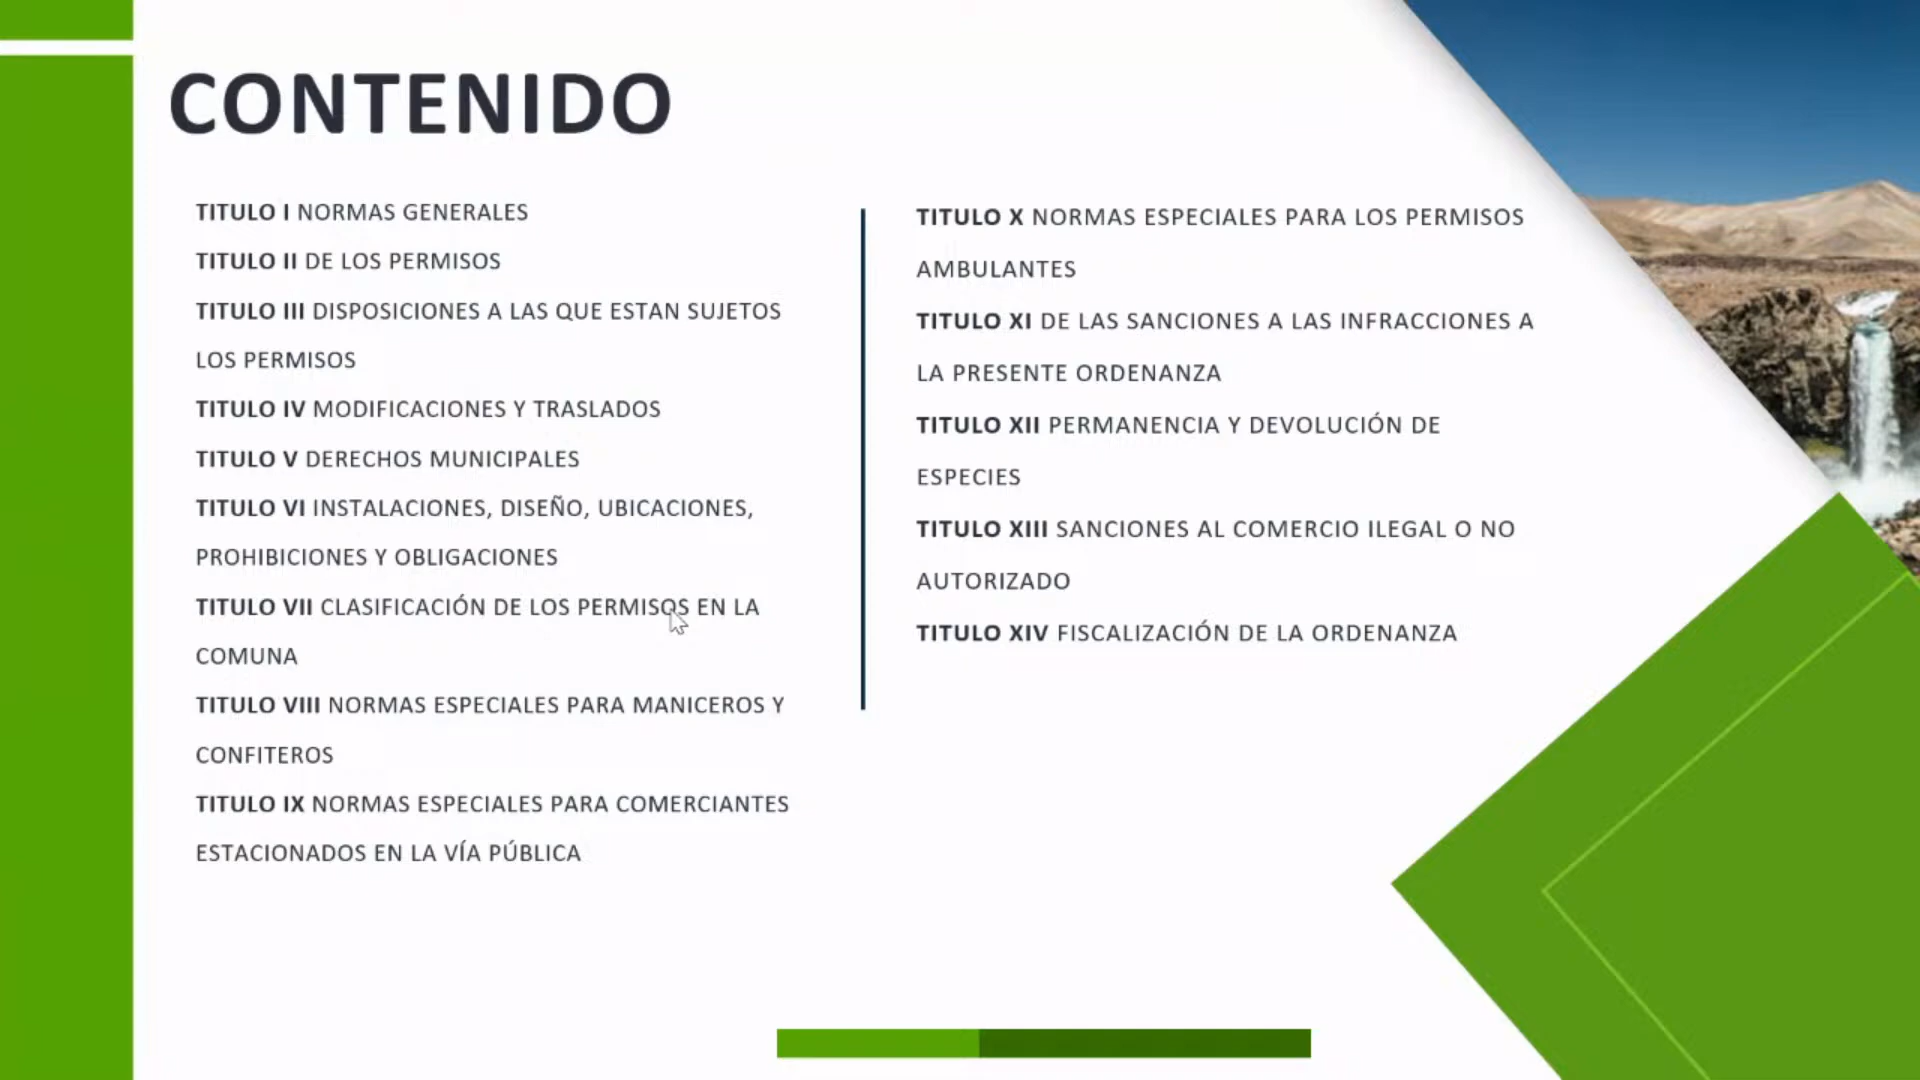 CONTENIDO
TITULO I NORMAS GENERALES
TITULO II DE LOS PERMISOS
TITULO III DISPOSICIONES A LAS QUE ESTAN SUJETOS
LOS PERMISOS
TITULO IV MODIFICACIONES Y TRASLADOS
TITULO V DERECHOS MUNICIPALES
TITULO VI INSTALACIONES, DISEÑO, UBICACIONES,
PROHIBICIONES Y OBLIGACIONES
TITULO VII CLASIFICACIÓN DE LOS PERMISOS EN LA
COMUNA
TITULO VIII NORMAS ESPECIALES PARA MANICEROS Y
CONFITEROS
TITULO IX NORMAS ESPECIALES PARA COMERCIANTES
ESTACIONADOS EN LA VÍA PÚBLICA
TITULO X NORMAS ESPECIALES PARA LOS PERMISOS
AMBULANTES
TITULO XI DE LAS SANCIONES A LAS INFRACCIONES A
LA PRESENTE ORDENANZA
TITULO XII PERMANENCIA Y DEVOLUCIÓN DE
ESPECIES
TITULO XIII SANCIONES AL COMERCIO ILEGAL O NO
AUTORIZADO
TITULO XIV FISCALIZACIÓN DE LA ORDENANZA